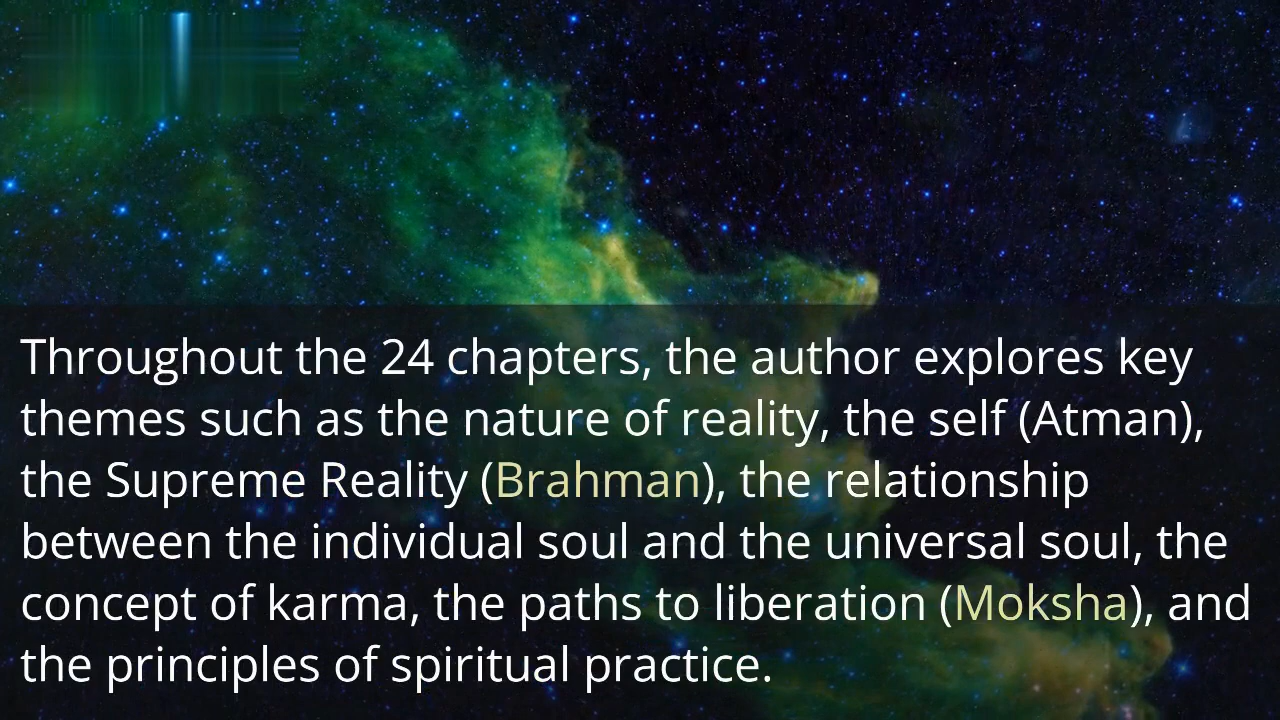 Throughout the 24 chapters, the author explores key
themes such as the nature of reality, the self (Atman),
the Supreme Reality (Brahman), the relationship
between the individual soul and the universal soul, the
concept of karma, the paths to liberation (Moksha), and
the principles of spiritual practice.